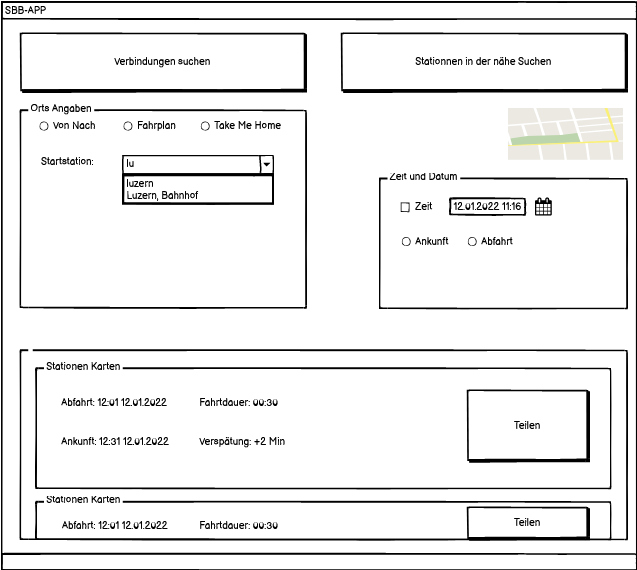 SBB-APP
Verbindungen suchen
Stationnen in der nähe Suchen
Orts Angaben
Von Nach
Fahrplan
Take Me Home
Startstation:
lu
luzern
Luzern, Bahnhof
Zeit und Datum
Zeit
12.01.2022 11:16
Ankunft
Abfahrt
Stationen Karten
Abfahrt: 12:01 12.01.2022
Fahrtdauer: 00:30
Teilen
Ankunft: 12:31 12.01.2022
Verspätung: +2 Min
Stationen Karten
Abfahrt: 12:01 12.01.2022
Fahrtdauer: 00:30
Teilen